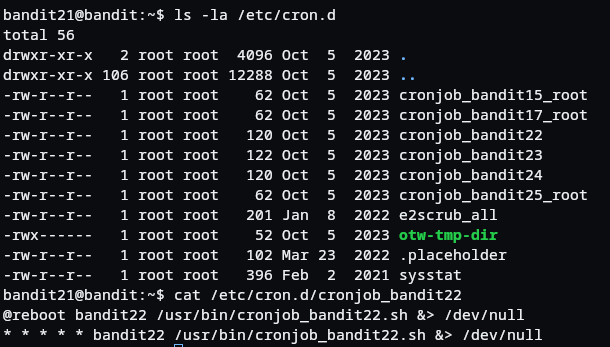 bandit21@bandit:~$ ls -la /etc/cron.d
total 56
drwxr-xr-x   2 root root  4096 Oct  5  2023 .
drwxr-xr-x 106 root root 12288 Oct  5  2023 ..
-rw-r--r--   1 root root    62 Oct  5  2023 cronjob_bandit15_root
-rw-r--r--   1 root root    62 Oct  5  2023 cronjob_bandit17_root
-rw-r--r--   1 root root   120 Oct  5  2023 cronjob_bandit22
-rw-r--r--   1 root root   122 Oct  5  2023 cronjob_bandit23
-rw-r--r--   1 root root   120 Oct  5  2023 cronjob_bandit24
-rw-r--r--   1 root root    62 Oct  5  2023 cronjob_bandit25_root
-rw-r--r--   1 root root   201 Jan  8  2022 e2scrub_all
-rwx------   1 root root    52 Oct  5  2023 otw-tmp-dir
-rw-r--r--   1 root root   102 Mar 23  2022 .placeholder
-rw-r--r--   1 root root   396 Feb  2  2021 sysstat
bandit21@bandit:~$ cat /etc/cron.d/cronjob_bandit22
@reboot bandit22 /usr/bin/cronjob_bandit22.sh &> /dev/null
* * * * * bandit22 /usr/bin/cronjob_bandit22.sh &> /dev/null